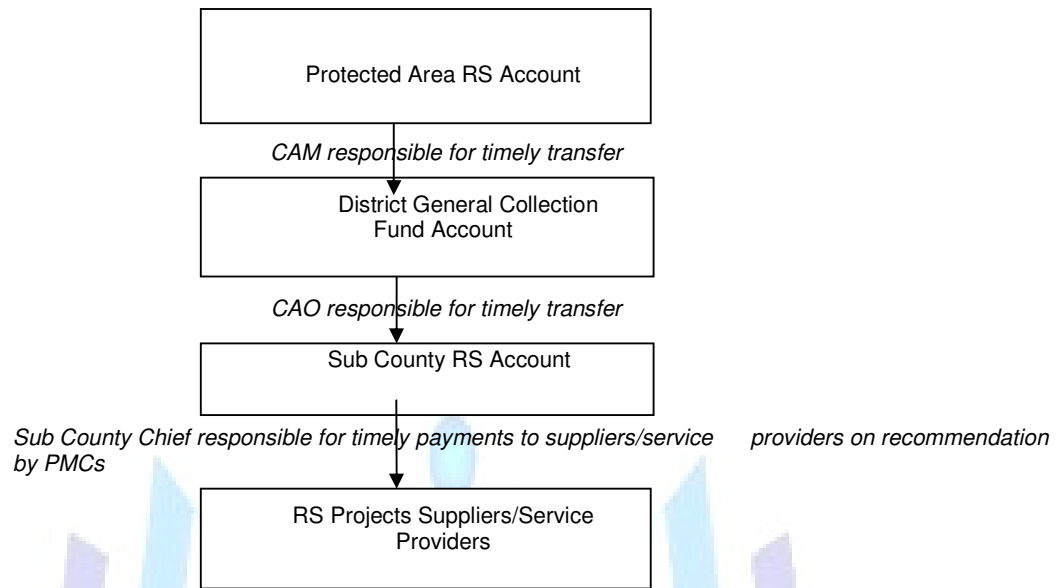 Protected Area RS Account
CAM responsible for timely transfer
District General Collection
Fund Account
CAO responsible for timely transfer
Sub County RS Account
Sub County Chief responsible for timely payments to suppliers/service providers on recommendation
by PMCs
RS Projects Suppliers/Service
Providers